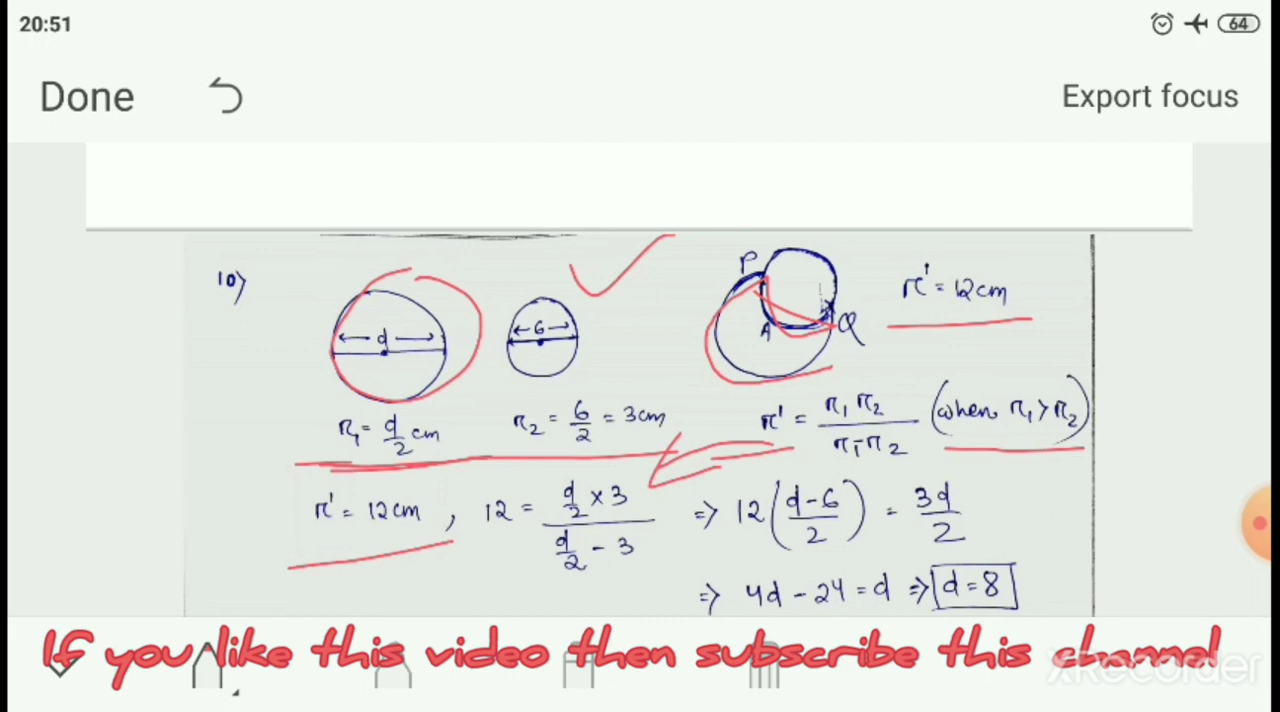 20:51
64
Done
Export focus
10)
d
6
P
A
Q
r' = 12cm
r₁ = d/2 cm
r₂ = 6/2 = 3cm
r' = r₁r₂/r₁-r₂ (when r₁ > r₂)
r' = 12cm, 12 = d/2 × 3 / d/2 - 3 ⇒ 12(d-6/2) = 3d/2
⇒ 4d - 24 = d ⇒ d = 8
If you like this video then subscribe this channel
XRecorder